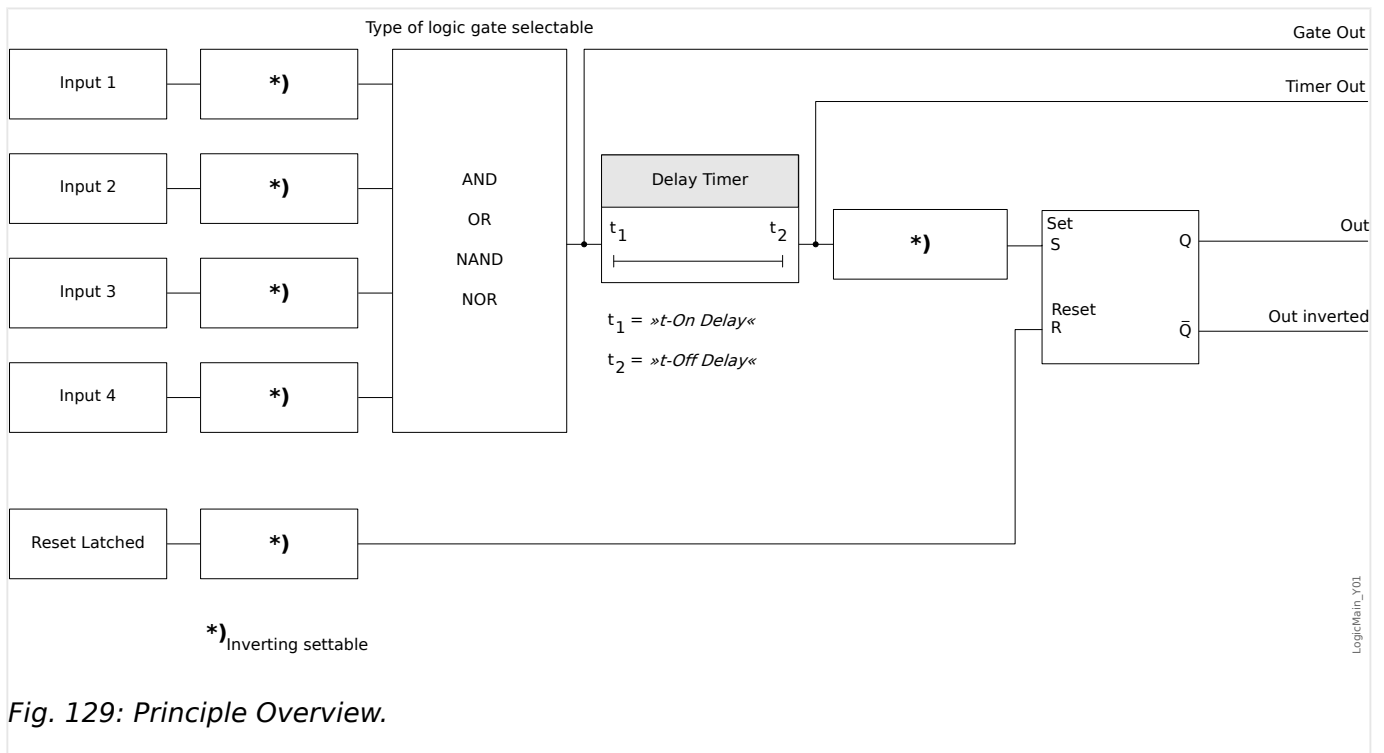 Type of logic gate selectable
Gate Out
Input 1
*)
Timer Out
Input 2
*)
AND
OR
NAND
NOR
Delay Timer
t1
t2
*)
Set
S
Q
Out
Input 3
*)
t1 = »t-On Delay«
t2 = »t-Off Delay«
Reset
R
Q̅
Out inverted
Input 4
*)
Reset Latched
*)
*) Inverting settable
LogicMain_Y01
Fig. 129: Principle Overview.